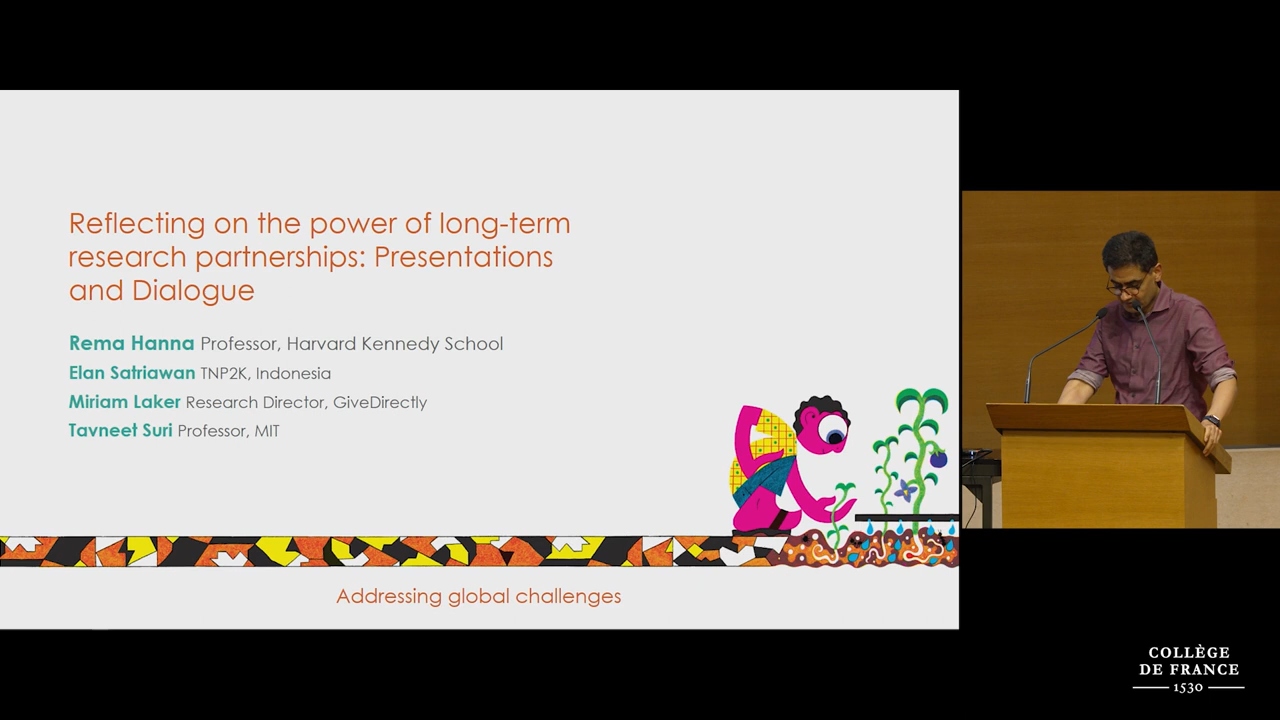 Reflecting on the power of long-term
research partnerships: Presentations
and Dialogue
Rema Hanna Professor, Harvard Kennedy School
Elan Satriawan TNP2K, Indonesia
Miriam Laker Research Director, GiveDirectly
Tavneet Suri Professor, MIT
Addressing global challenges
COLLÈGE
DE FRANCE
1530